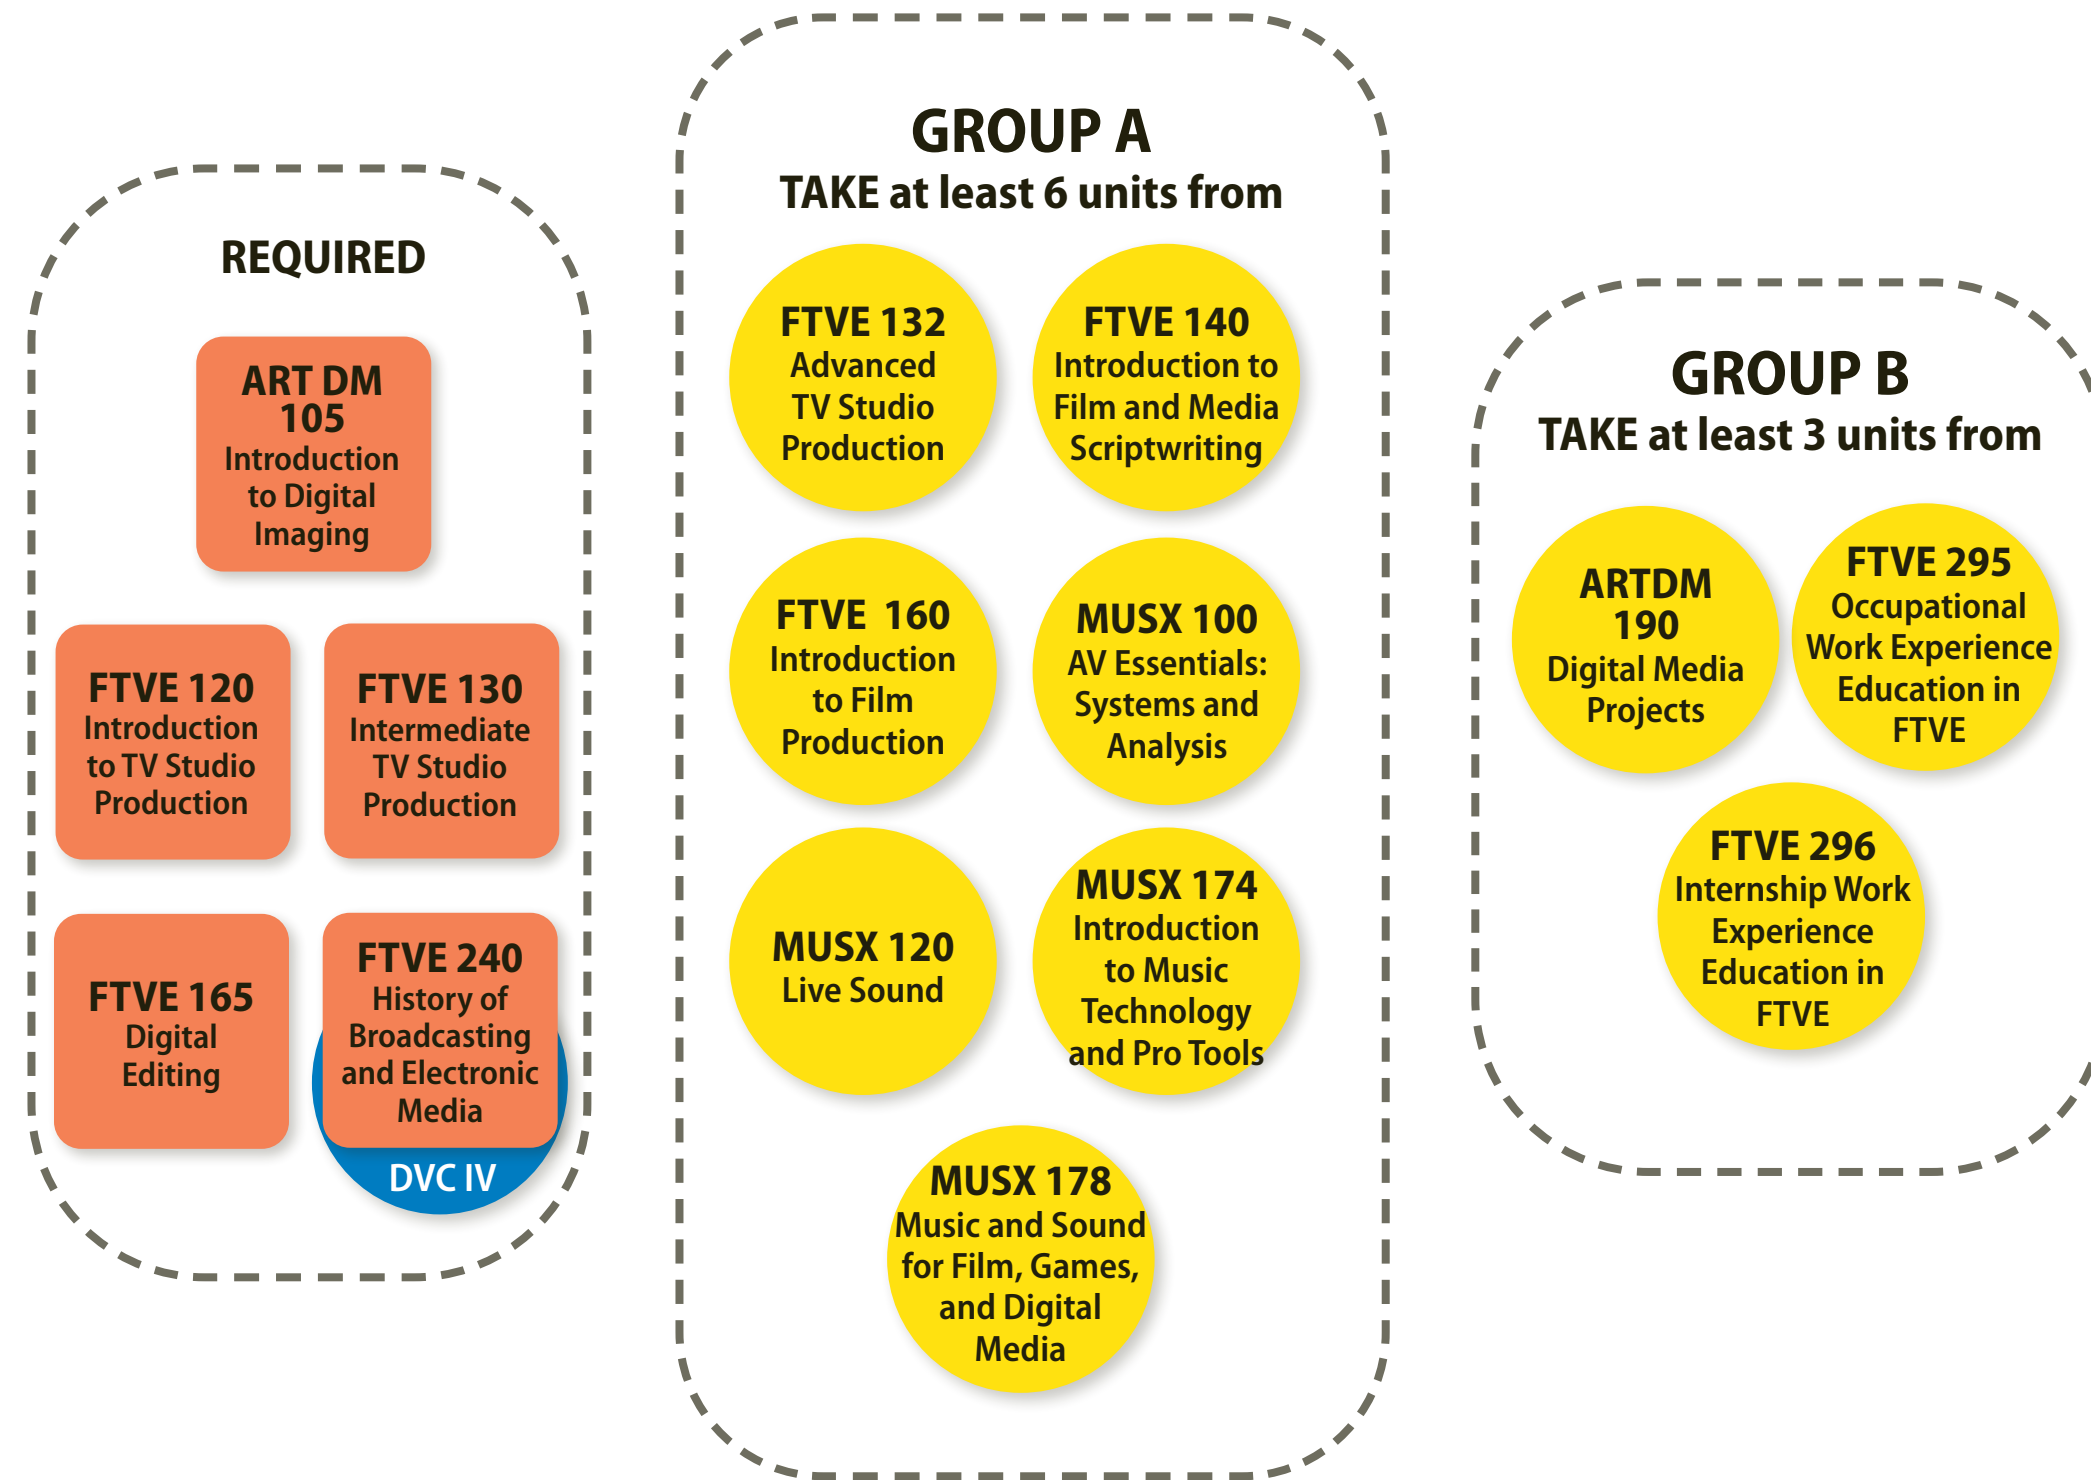 REQUIRED
ART DM
105
Introduction
to Digital
Imaging
FTVE 120
Introduction
to TV Studio
Production
FTVE 130
Intermediate
TV Studio
Production
FTVE 165
Digital
Editing
FTVE 240
History of
Broadcasting
and Electronic
Media
DVC IV
GROUP A
TAKE at least 6 units from
FTVE 132
Advanced
TV Studio
Production
FTVE 140
Introduction to
Film and Media
Scriptwriting
FTVE 160
Introduction
to Film
Production
MUSX 100
AV Essentials:
Systems and
Analysis
MUSX 120
Live Sound
MUSX 174
Introduction
to Music
Technology
and Pro Tools
MUSX 178
Music and Sound
for Film, Games,
and Digital
Media
GROUP B
TAKE at least 3 units from
ARTDM
190
Digital Media
Projects
FTVE 295
Occupational
Work Experience
Education in
FTVE
FTVE 296
Internship Work
Experience
Education in
FTVE